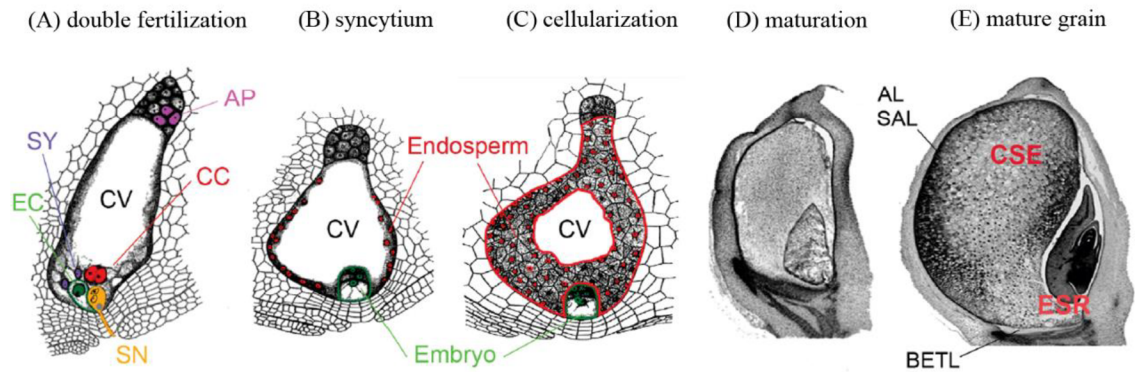 (A) double fertilization
(B) syncytium
(C) cellularization
(D) maturation
(E) mature grain
AP
SY
CC
EC
CV
SN
CV
Endosperm
CV
Embryo
AL
SAL
CSE
ESR
BETL